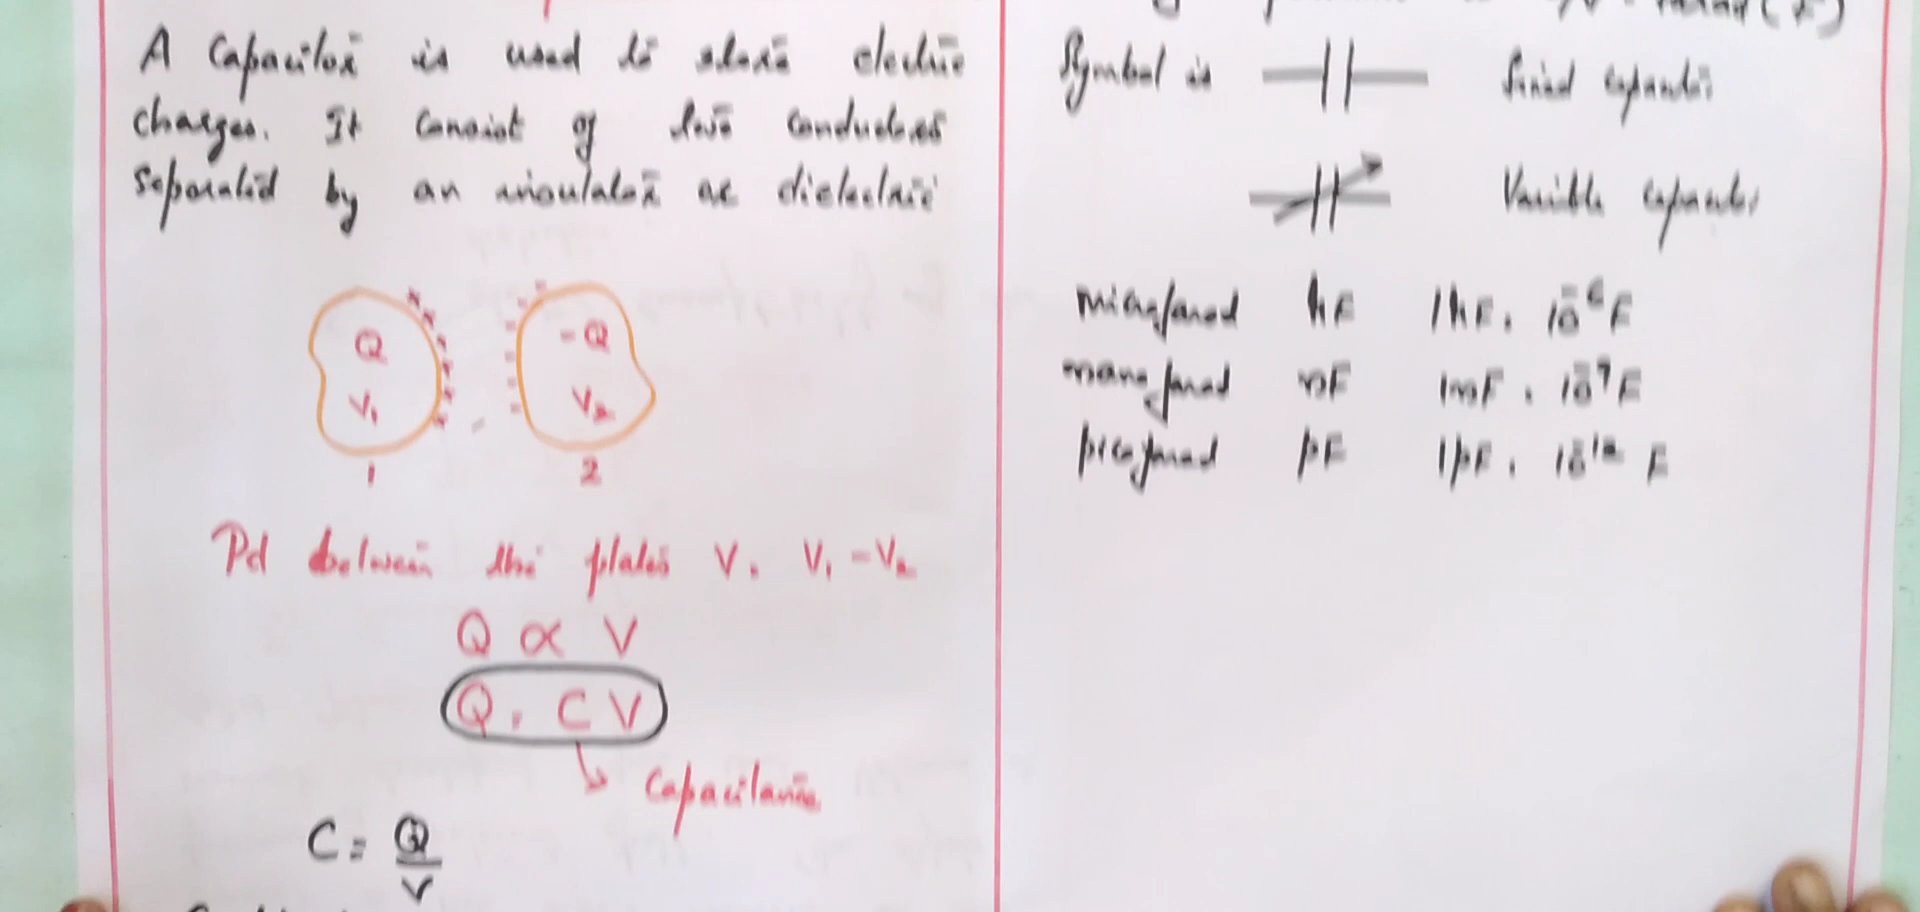 A Capacitor is used to store electric
charges. It consist of two conductors
separated by an insulator or dielectric
Q
V₁
1
-Q
V₂
2
Pd between the plates V = V₁ - V₂
Q ∝ V
Q = CV
Capacitance
C = Q/V
Farad (F)
Symbol is
fixed capacitor
Variable capacitor
microfarad μF 1μF = 10⁻⁶ F
nanofarad nF 1nF = 10⁻⁹ F
picofarad pF 1pF = 10⁻¹² F